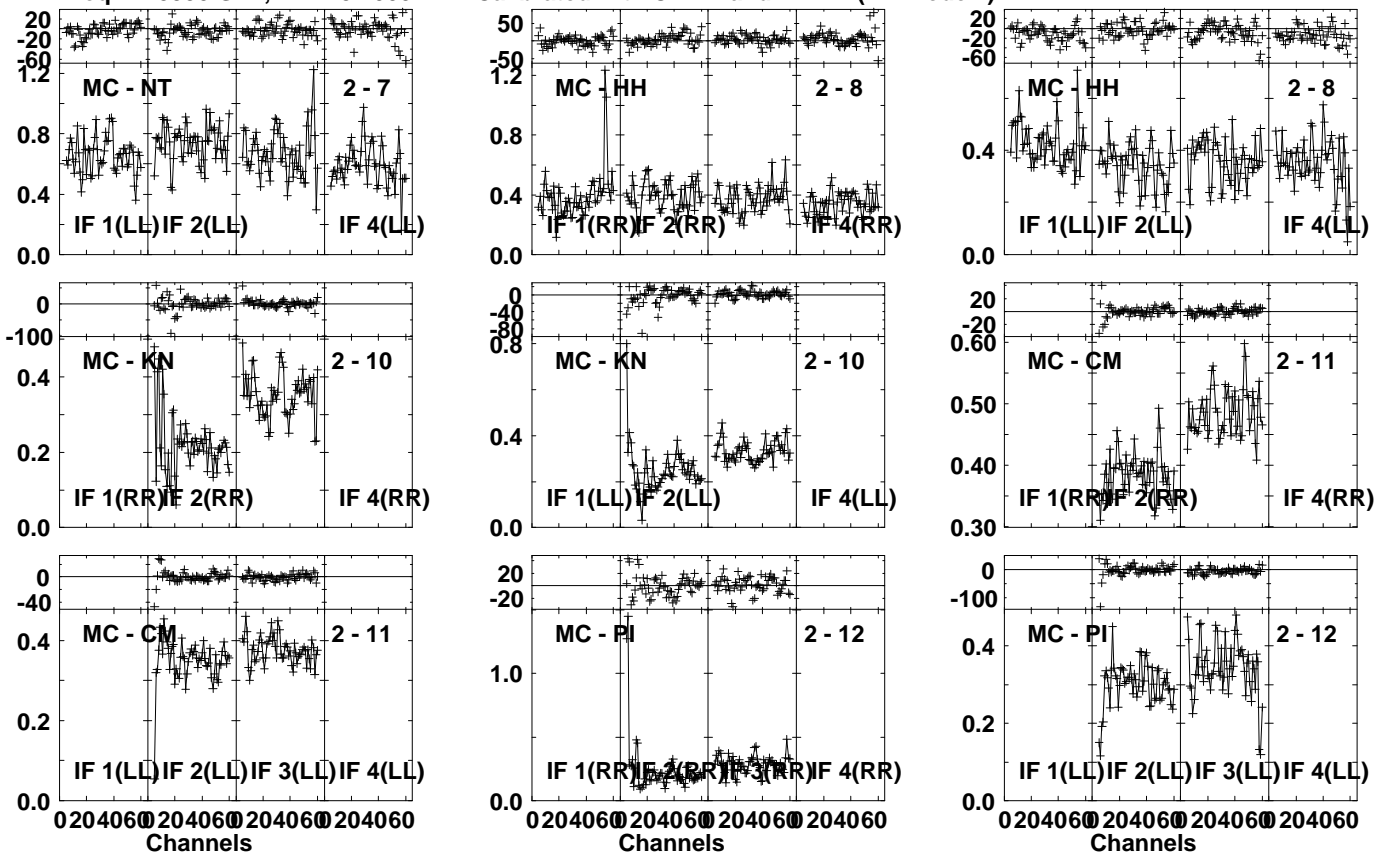 20
-20
-60
50
-50
20
-20
-60
1.2
MC - NT
2 - 7
1.2
MC - HH
2 - 8
MC - HH
2 - 8
0.8
0.8
0.4
0.4
0.4
IF 1(LL) IF 2(LL) IF 4(LL)
IF 1(RR) IF 2(RR) IF 4(RR)
IF 1(LL) IF 2(LL) IF 4(LL)
0.0
0.0
0.0
0
-100
0
-40
-80
20
-20
MC - KN
2 - 10
0.8
MC - KN
2 - 10
0.60
MC - CM
2 - 11
0.4
0.50
0.2
0.4
0.40
IF 1(RR) IF 2(RR) IF 4(RR)
IF 1(LL) IF 2(LL) IF 4(LL)
IF 1(RR) IF 2(RR) IF 4(RR)
0.0
0.0
0.30
0
-40
20
-20
0
-100
MC - CM
2 - 11
MC - PI
2 - 12
MC - PI
2 - 12
0.4
1.0
0.4
0.2
0.2
IF 1(LL) IF 2(LL) IF 3(LL) IF 4(LL)
IF 1(RR) IF 2(RR) IF 3(RR) IF 4(RR)
IF 1(LL) IF 2(LL) IF 3(LL) IF 4(LL)
0.0
0.0
0.0
0 20 40 60 0 20 40 60 0 20 40 60 0 20 40 60
0 20 40 60 0 20 40 60 0 20 40 60 0 20 40 60
0 20 40 60 0 20 40 60 0 20 40 60 0 20 40 60
Channels
Channels
Channels